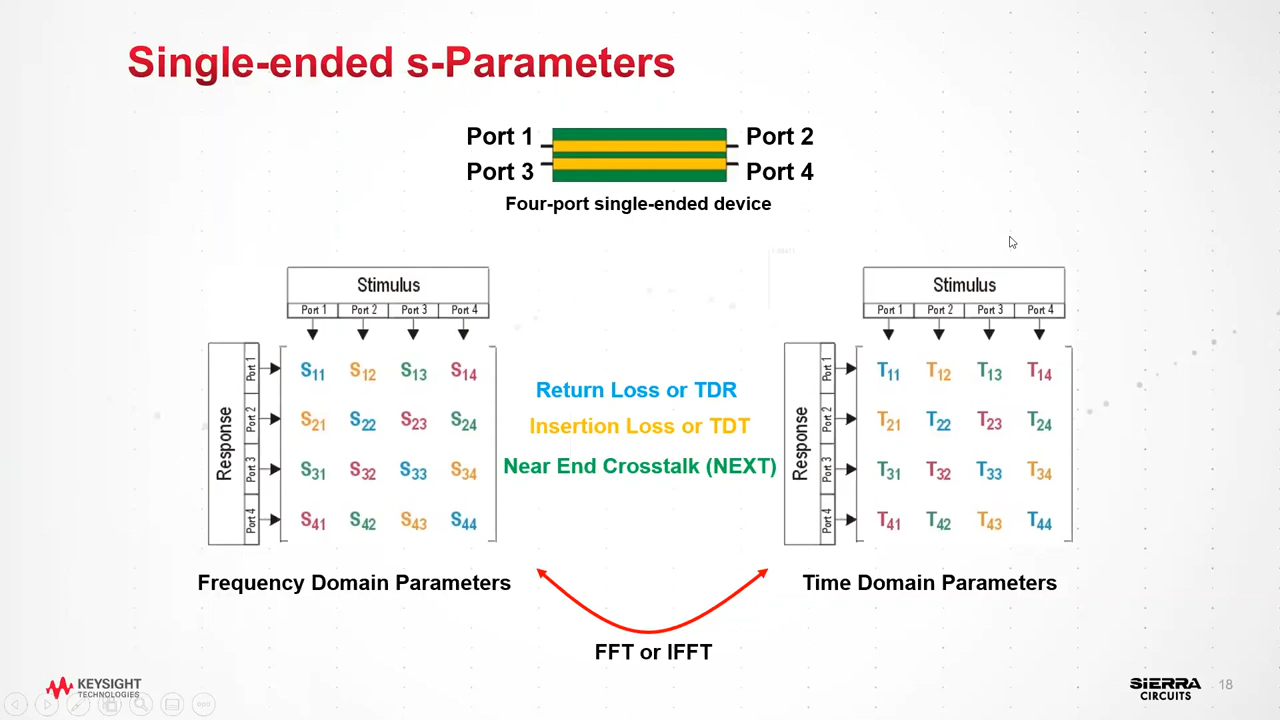 Single-ended s-Parameters
Port 1
Port 2
Port 3
Port 4
Four-port single-ended device
Stimulus
Port 1 Port 2 Port 3 Port 4
Response
Port 1 S11 S12 S13 S14
Port 2 S21 S22 S23 S24
Port 3 S31 S32 S33 S34
Port 4 S41 S42 S43 S44
Frequency Domain Parameters
Return Loss or TDR
Insertion Loss or TDT
Near End Crosstalk (NEXT)
Stimulus
Port 1 Port 2 Port 3 Port 4
Response
Port 1 T11 T12 T13 T14
Port 2 T21 T22 T23 T24
Port 3 T31 T32 T33 T34
Port 4 T41 T42 T43 T44
Time Domain Parameters
FFT or IFFT
KEYSIGHT
TECHNOLOGIES
SIERRA
CIRCUITS
18